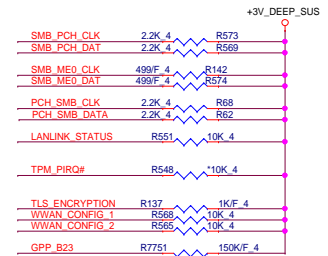 +3V_DEEP_SUS
SMB_PCH_CLK 2.2K_4 R573
SMB_PCH_DAT 2.2K_4 R569
SMB_ME0_CLK 499/F_4 R142
SMB_ME0_DAT 499/F_4 R574
PCH_SMB_CLK 2.2K_4 R68
PCH_SMB_DATA 2.2K_4 R62
LANLINK_STATUS R551 10K_4
TPM_PIRQ# R548 *10K_4
TLS_ENCRYPTION R137 1K/F_4
WWAN_CONFIG_1 R568 10K_4
WWAN_CONFIG_2 R565 10K_4
GPP_B23 R7751 150K/F_4